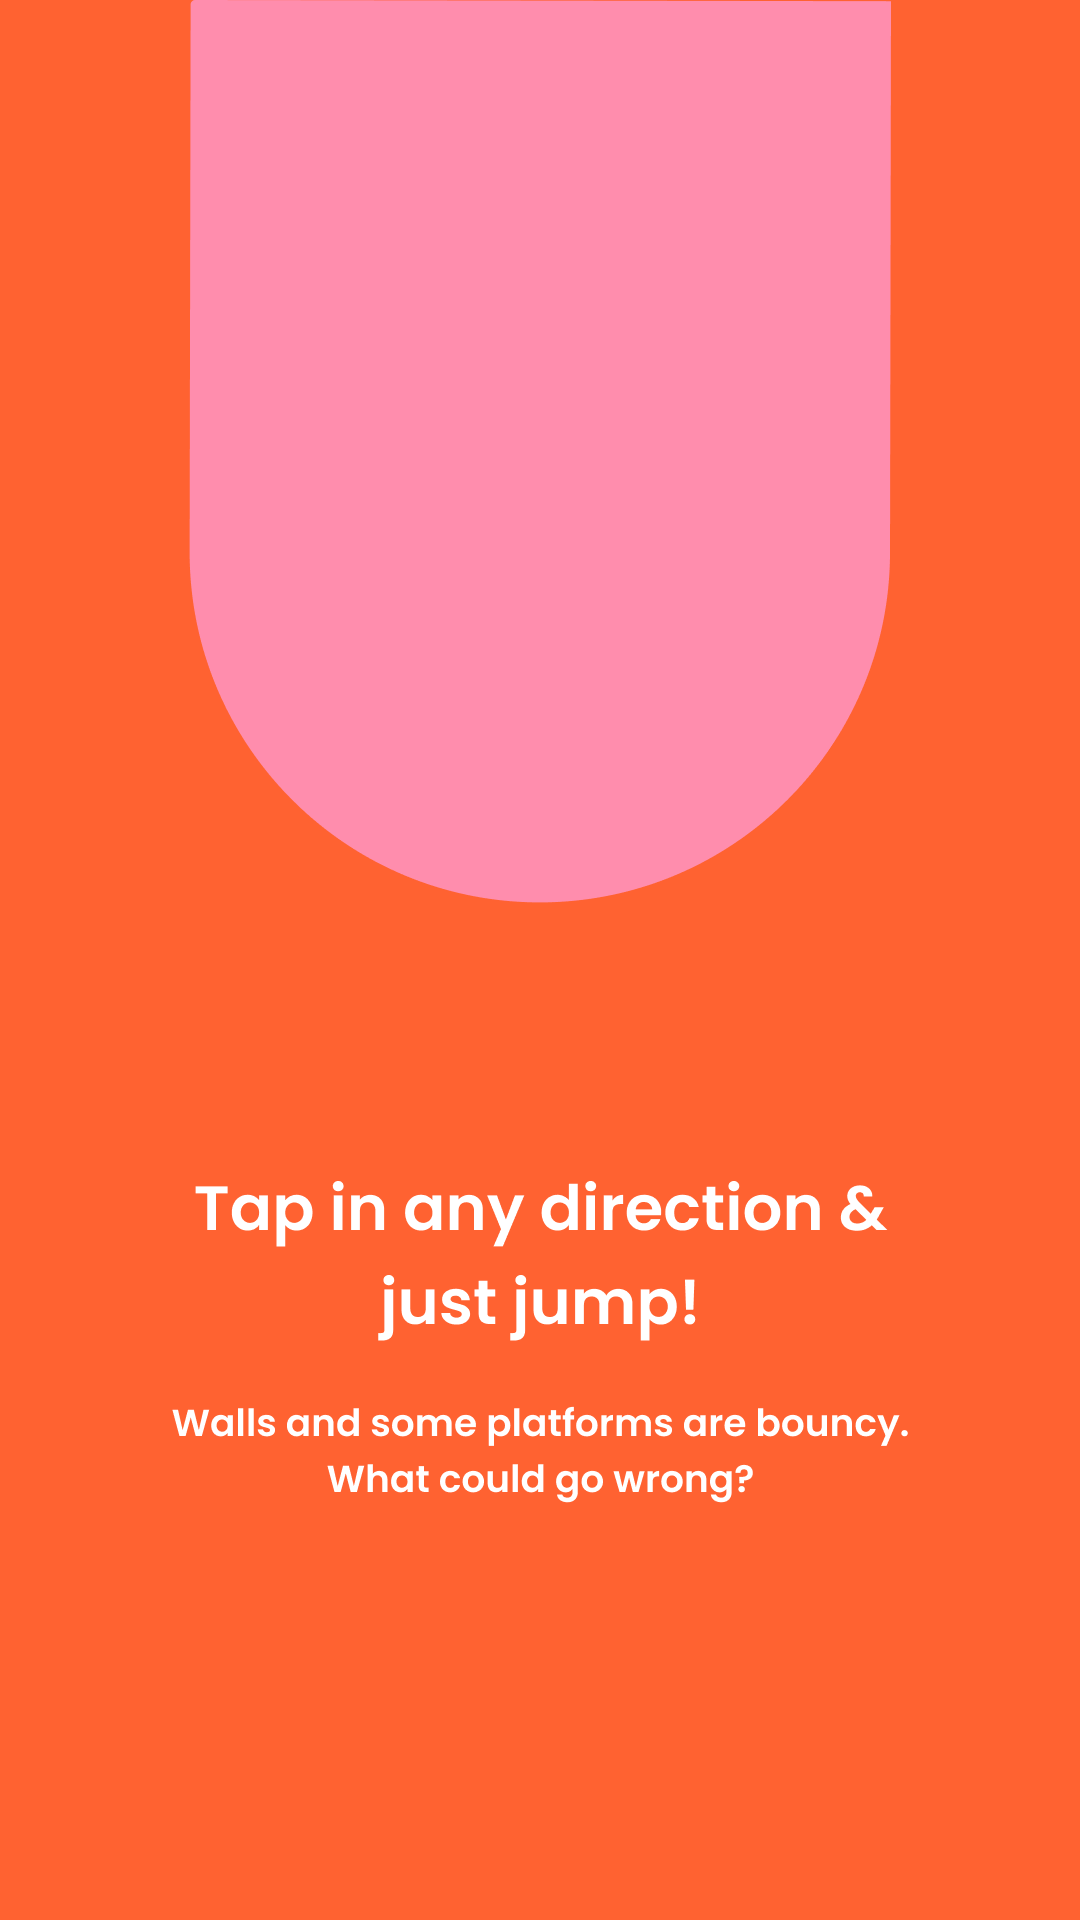 Tap in any direction &
just jump!
Walls and some platforms are bouncy.
What could go wrong?